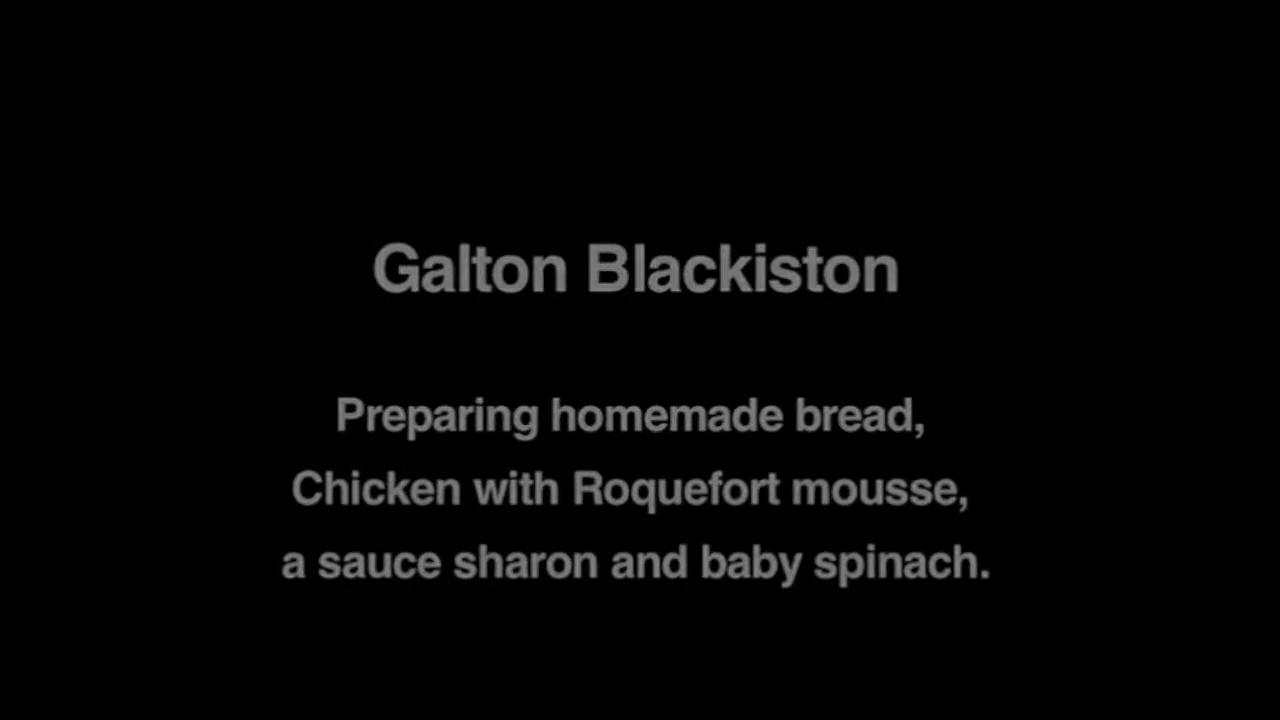 Galton Blackiston
Preparing homemade bread,
Chicken with Roquefort mousse,
a sauce sharon and baby spinach.